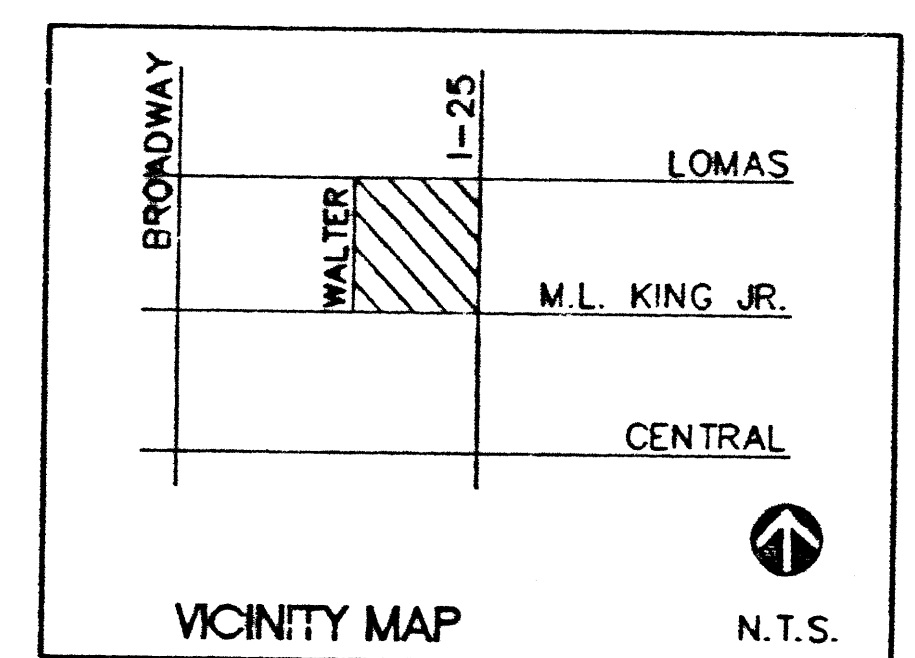 BROADWAY
I-25
LOMAS
WALTER
M.L. KING JR.
CENTRAL
VICINITY MAP
N.T.S.